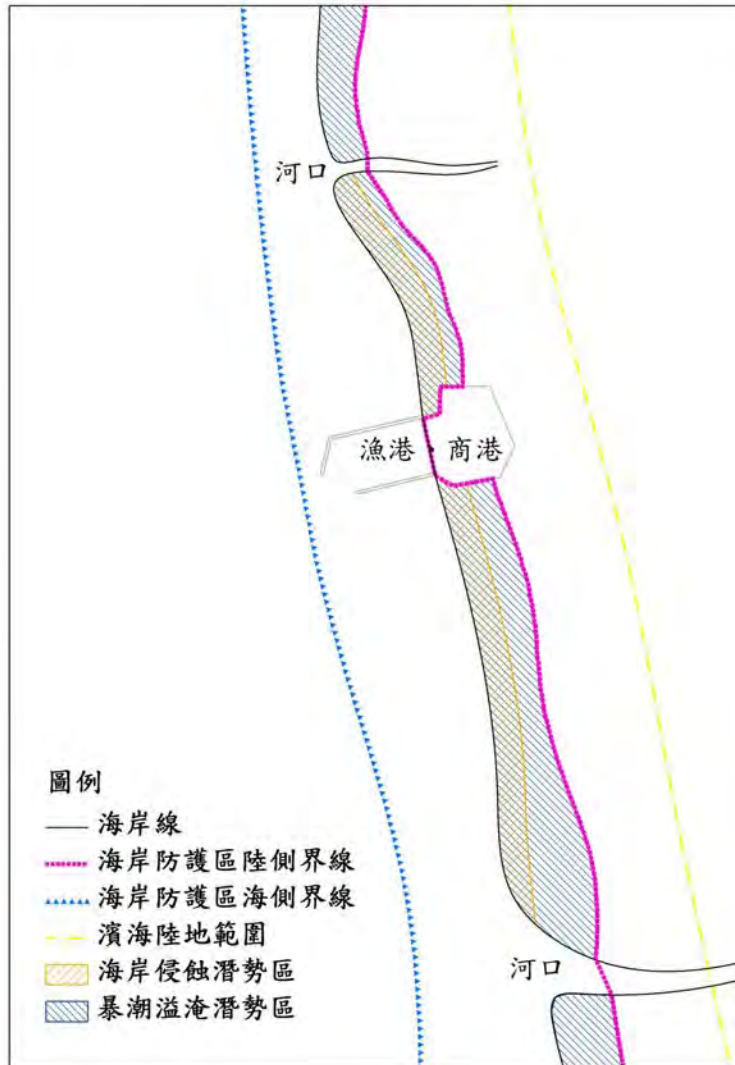 河口
漁港、商港
圖例
海岸線
海岸防護區陸側界線
海岸防護區海側界線
濱海陸地範圍
海岸侵蝕潛勢區
暴潮溢淹潛勢區
河口